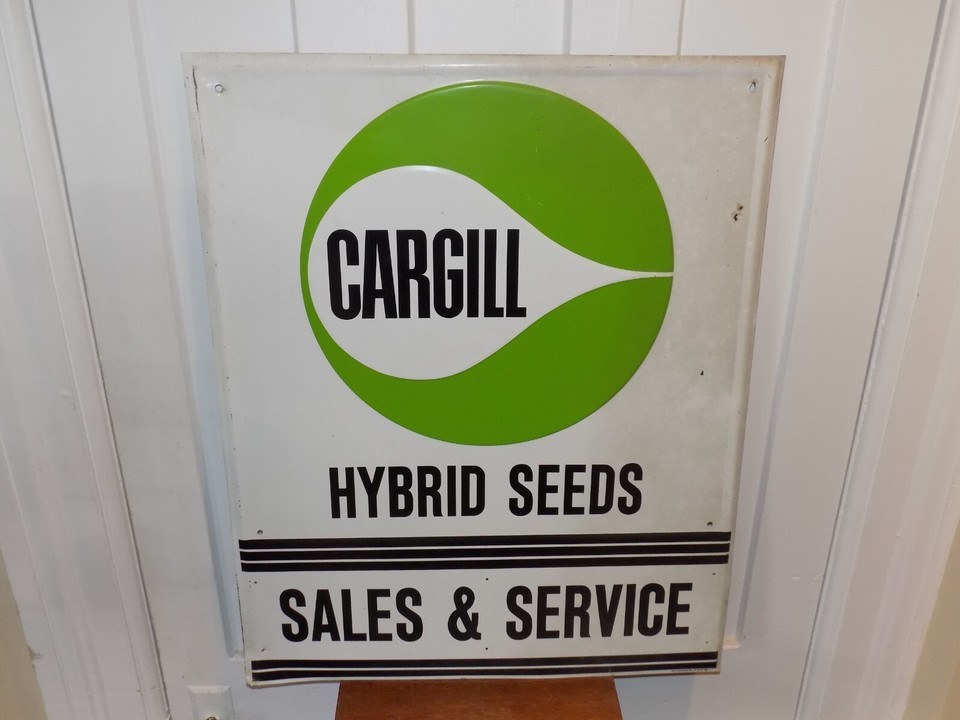 CARGILL
HYBRID SEEDS
SALES & SERVICE